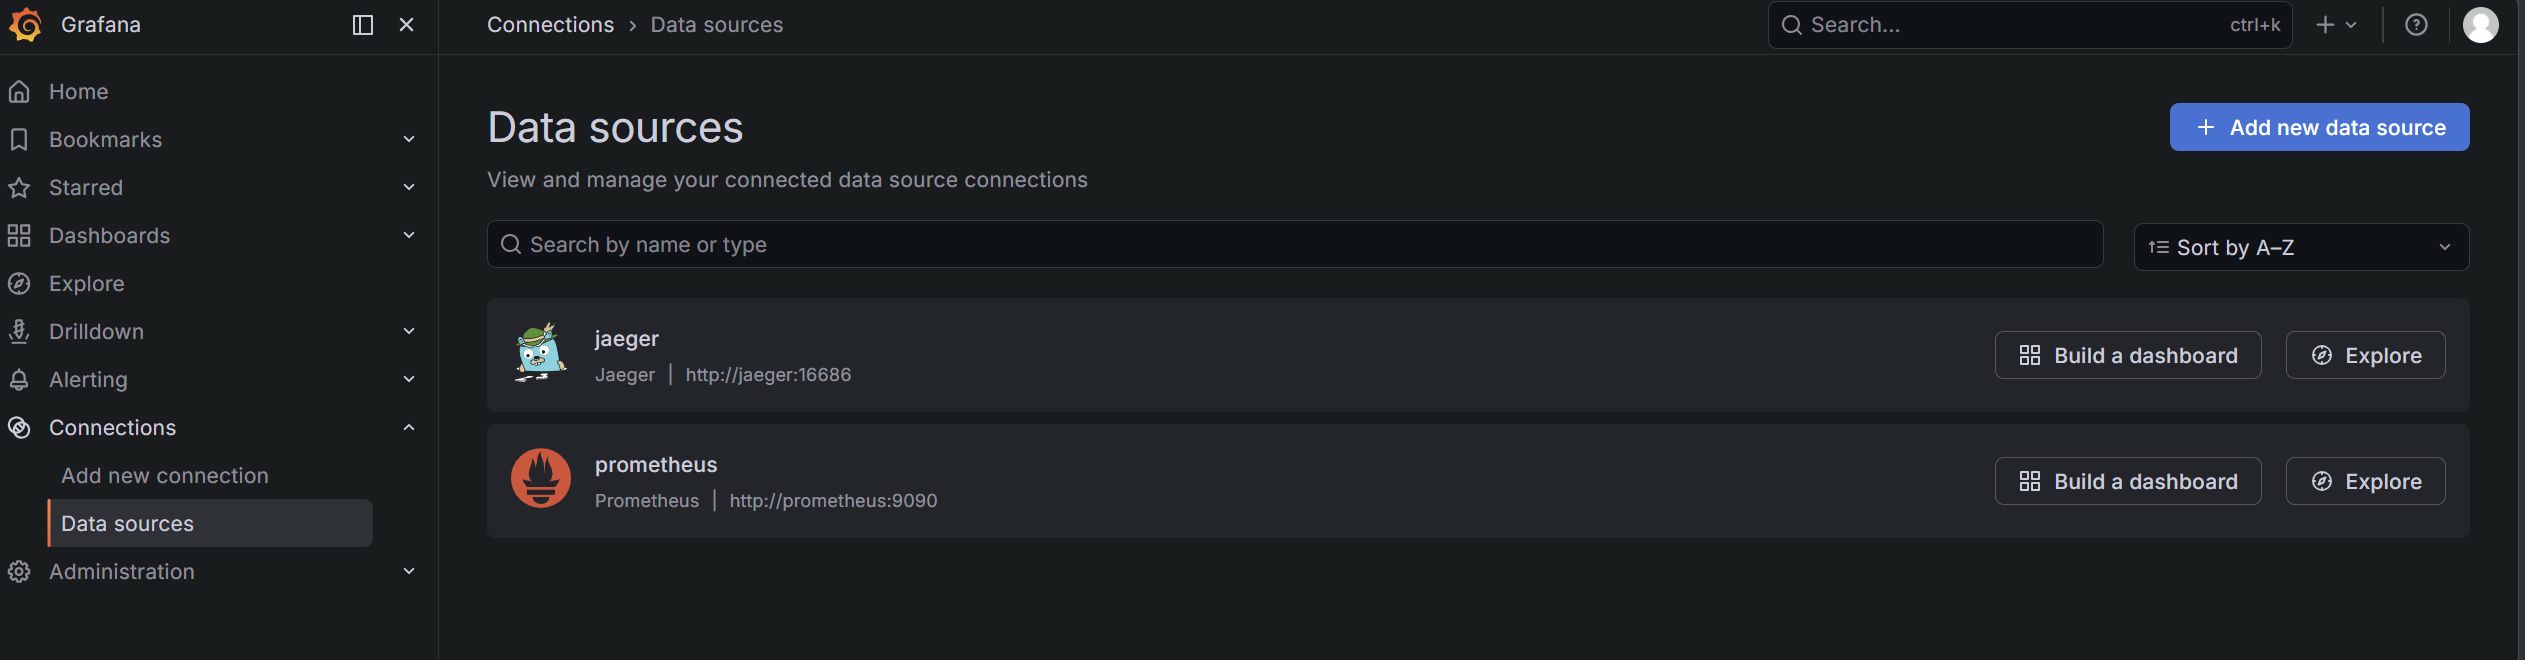 Grafana
Connections > Data sources
Search...
ctrl+k
Home
Bookmarks
Starred
Dashboards
Explore
Drilldown
Alerting
Connections
Add new connection
Data sources
Administration
Data sources
Add new data source
View and manage your connected data source connections
Search by name or type
Sort by A–Z
jaeger
Jaeger | http://jaeger:16686
Build a dashboard
Explore
prometheus
Prometheus | http://prometheus:9090
Build a dashboard
Explore